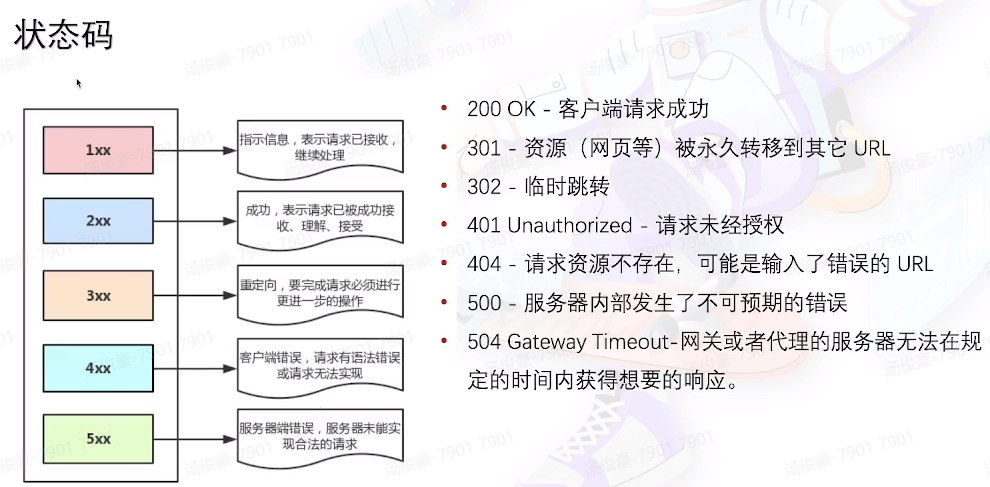 状态码
1xx
指示信息，表示请求已接收，
继续处理
2xx
成功，表示请求已被成功接
收、理解、接受
3xx
重定向，要完成请求必须进行
更进一步的操作
4xx
客户端错误，请求有语法错误
或请求无法实现
5xx
服务器端错误，服务器未能实
现合法的请求
• 200 OK - 客户端请求成功
• 301 - 资源（网页等）被永久转移到其它 URL
• 302 - 临时跳转
• 401 Unauthorized - 请求未经授权
• 404 - 请求资源不存在，可能是输入了错误的 URL
• 500 - 服务器内部发生了不可预期的错误
• 504 Gateway Timeout-网关或者代理的服务器无法在规
定的时间内获得想要的响应。
汤俊豪-7901 7901